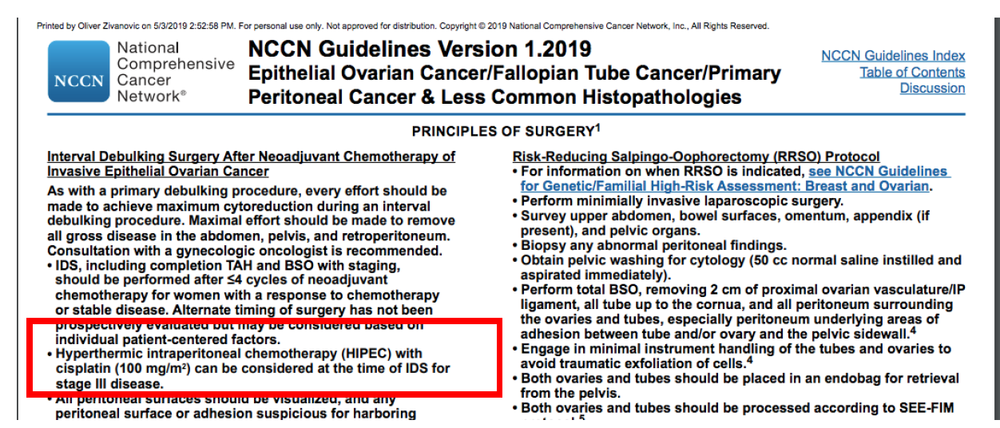 Printed by Oliver Zivanovic on 5/3/2019 2:52:58 PM. For personal use only. Not approved for distribution. Copyright © 2019 National Comprehensive Cancer Network, Inc., All Rights Reserved.
NCCN
National
Comprehensive
Cancer
Network®
NCCN Guidelines Version 1.2019
Epithelial Ovarian Cancer/Fallopian Tube Cancer/Primary
Peritoneal Cancer & Less Common Histopathologies
NCCN Guidelines Index
Table of Contents
Discussion
PRINCIPLES OF SURGERY1
Interval Debulking Surgery After Neoadjuvant Chemotherapy of
Invasive Epithelial Ovarian Cancer
As with a primary debulking procedure, every effort should be
made to achieve maximum cytoreduction during an interval
debulking procedure. Maximal effort should be made to remove
all gross disease in the abdomen, pelvis, and retroperitoneum.
Consultation with a gynecologic oncologist is recommended.
• IDS, including completion TAH and BSO with staging,
should be performed after ≤4 cycles of neoadjuvant
chemotherapy for women with a response to chemotherapy
or stable disease. Alternate timing of surgery has not been
prospectively evaluated but may be considered based on
individual patient-centered factors.
• Hyperthermic intraperitoneal chemotherapy (HIPEC) with
cisplatin (100 mg/m²) can be considered at the time of IDS for
stage III disease.
• All peritoneal surfaces should be visualized, and any
peritoneal surface or adhesion suspicious for harboring
Risk-Reducing Salpingo-Oophorectomy (RRSO) Protocol
• For information on when RRSO is indicated, see NCCN Guidelines
for Genetic/Familial High-Risk Assessment: Breast and Ovarian.
• Perform minimially invasive laparoscopic surgery.
• Survey upper abdomen, bowel surfaces, omentum, appendix (if
present), and pelvic organs.
• Biopsy any abnormal peritoneal findings.
• Obtain pelvic washing for cytology (50 cc normal saline instilled and
aspirated immediately).
• Perform total BSO, removing 2 cm of proximal ovarian vasculature/IP
ligament, all tube up to the cornua, and all peritoneum surrounding
the ovaries and tubes, especially peritoneum underlying areas of
adhesion between tube and/or ovary and the pelvic sidewall.4
• Engage in minimal instrument handling of the tubes and ovaries to
avoid traumatic exfoliation of cells.4
• Both ovaries and tubes should be placed in an endobag for retrieval
from the pelvis.
• Both ovaries and tubes should be processed according to SEE-FIM